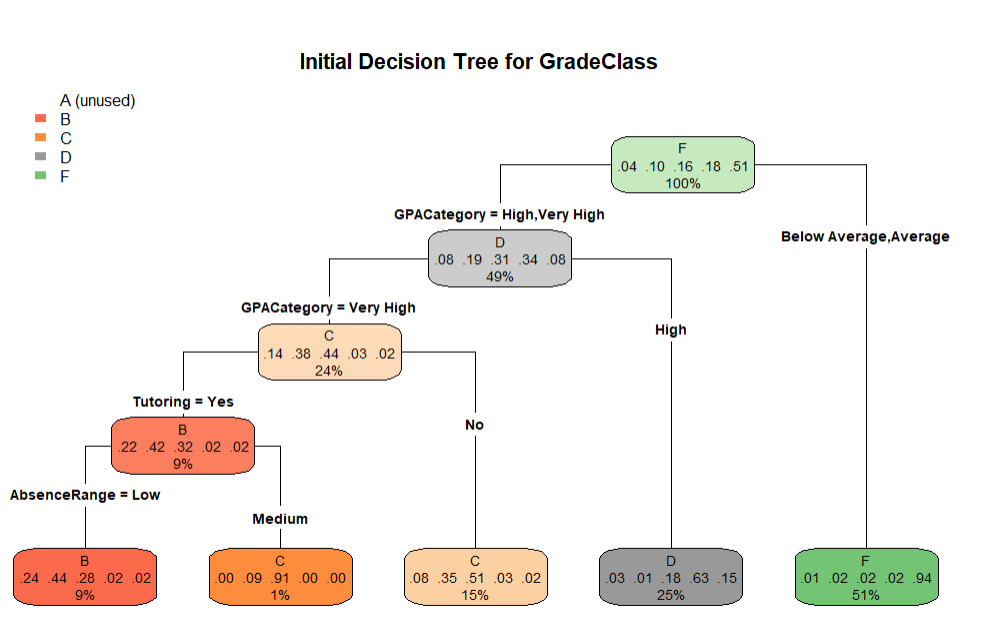 Initial Decision Tree for GradeClass
A (unused)
B
C
D
F
F
.04 .10 .16 .18 .51
100%
GPACategory = High,Very High
Below Average,Average
D
.08 .19 .31 .34 .08
49%
GPACategory = Very High
High
C
.14 .38 .44 .03 .02
24%
Tutoring = Yes
No
B
.22 .42 .32 .02 .02
9%
AbsenceRange = Low
Medium
B
.24 .44 .28 .02 .02
9%
C
.00 .09 .91 .00 .00
1%
C
.08 .35 .51 .03 .02
15%
D
.03 .01 .18 .63 .15
25%
F
.01 .02 .02 .02 .94
51%